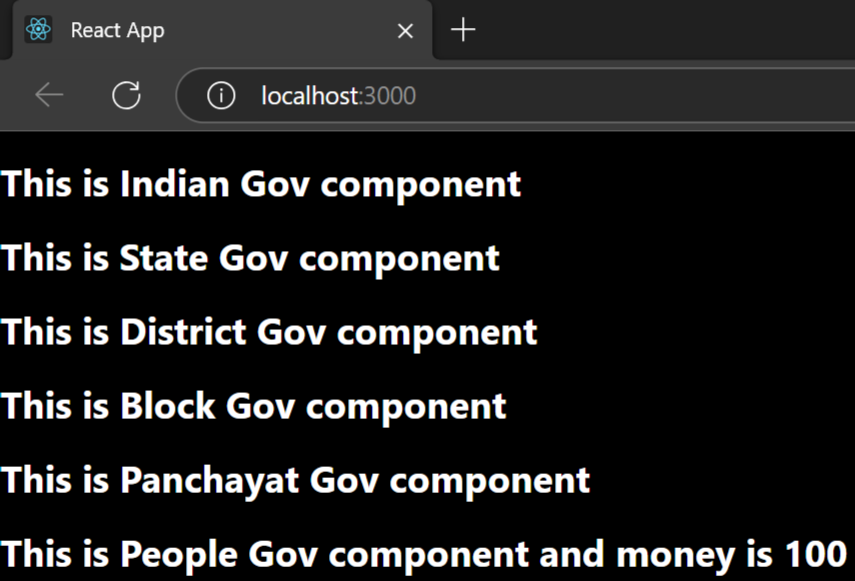 React App
localhost:3000
This is Indian Gov component
This is State Gov component
This is District Gov component
This is Block Gov component
This is Panchayat Gov component
This is People Gov component and money is 100